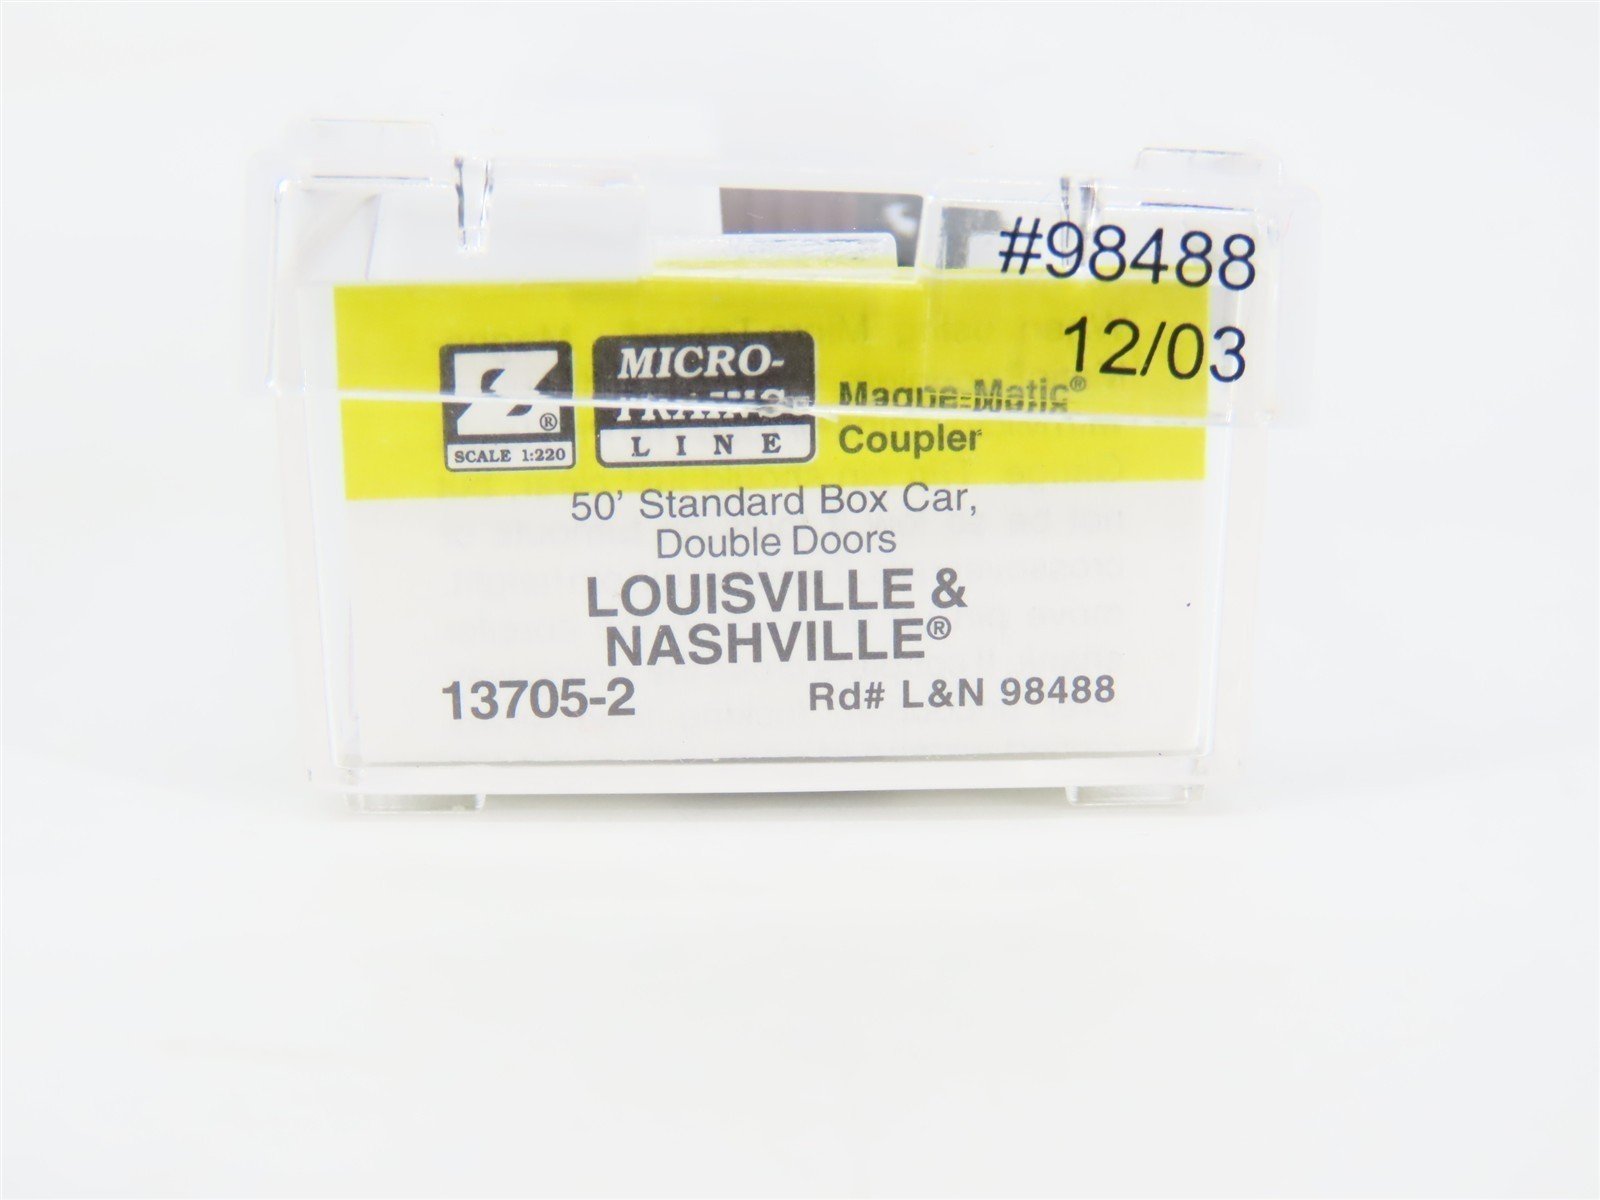 #98488
12/03
Z®
SCALE 1:220
MICRO-
TRAINS
LINE
Magne-Matic®
Coupler
50' Standard Box Car,
Double Doors
LOUISVILLE &
NASHVILLE®
13705-2 Rd# L&N 98488